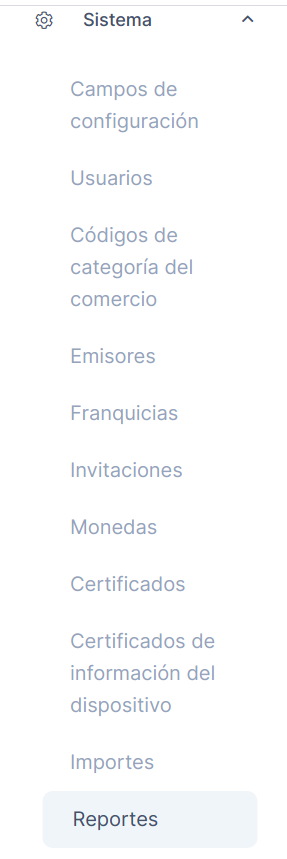 Sistema
Campos de
configuración
Usuarios
Códigos de
categoría del
comercio
Emisores
Franquicias
Invitaciones
Monedas
Certificados
Certificados de
información del
dispositivo
Importes
Reportes